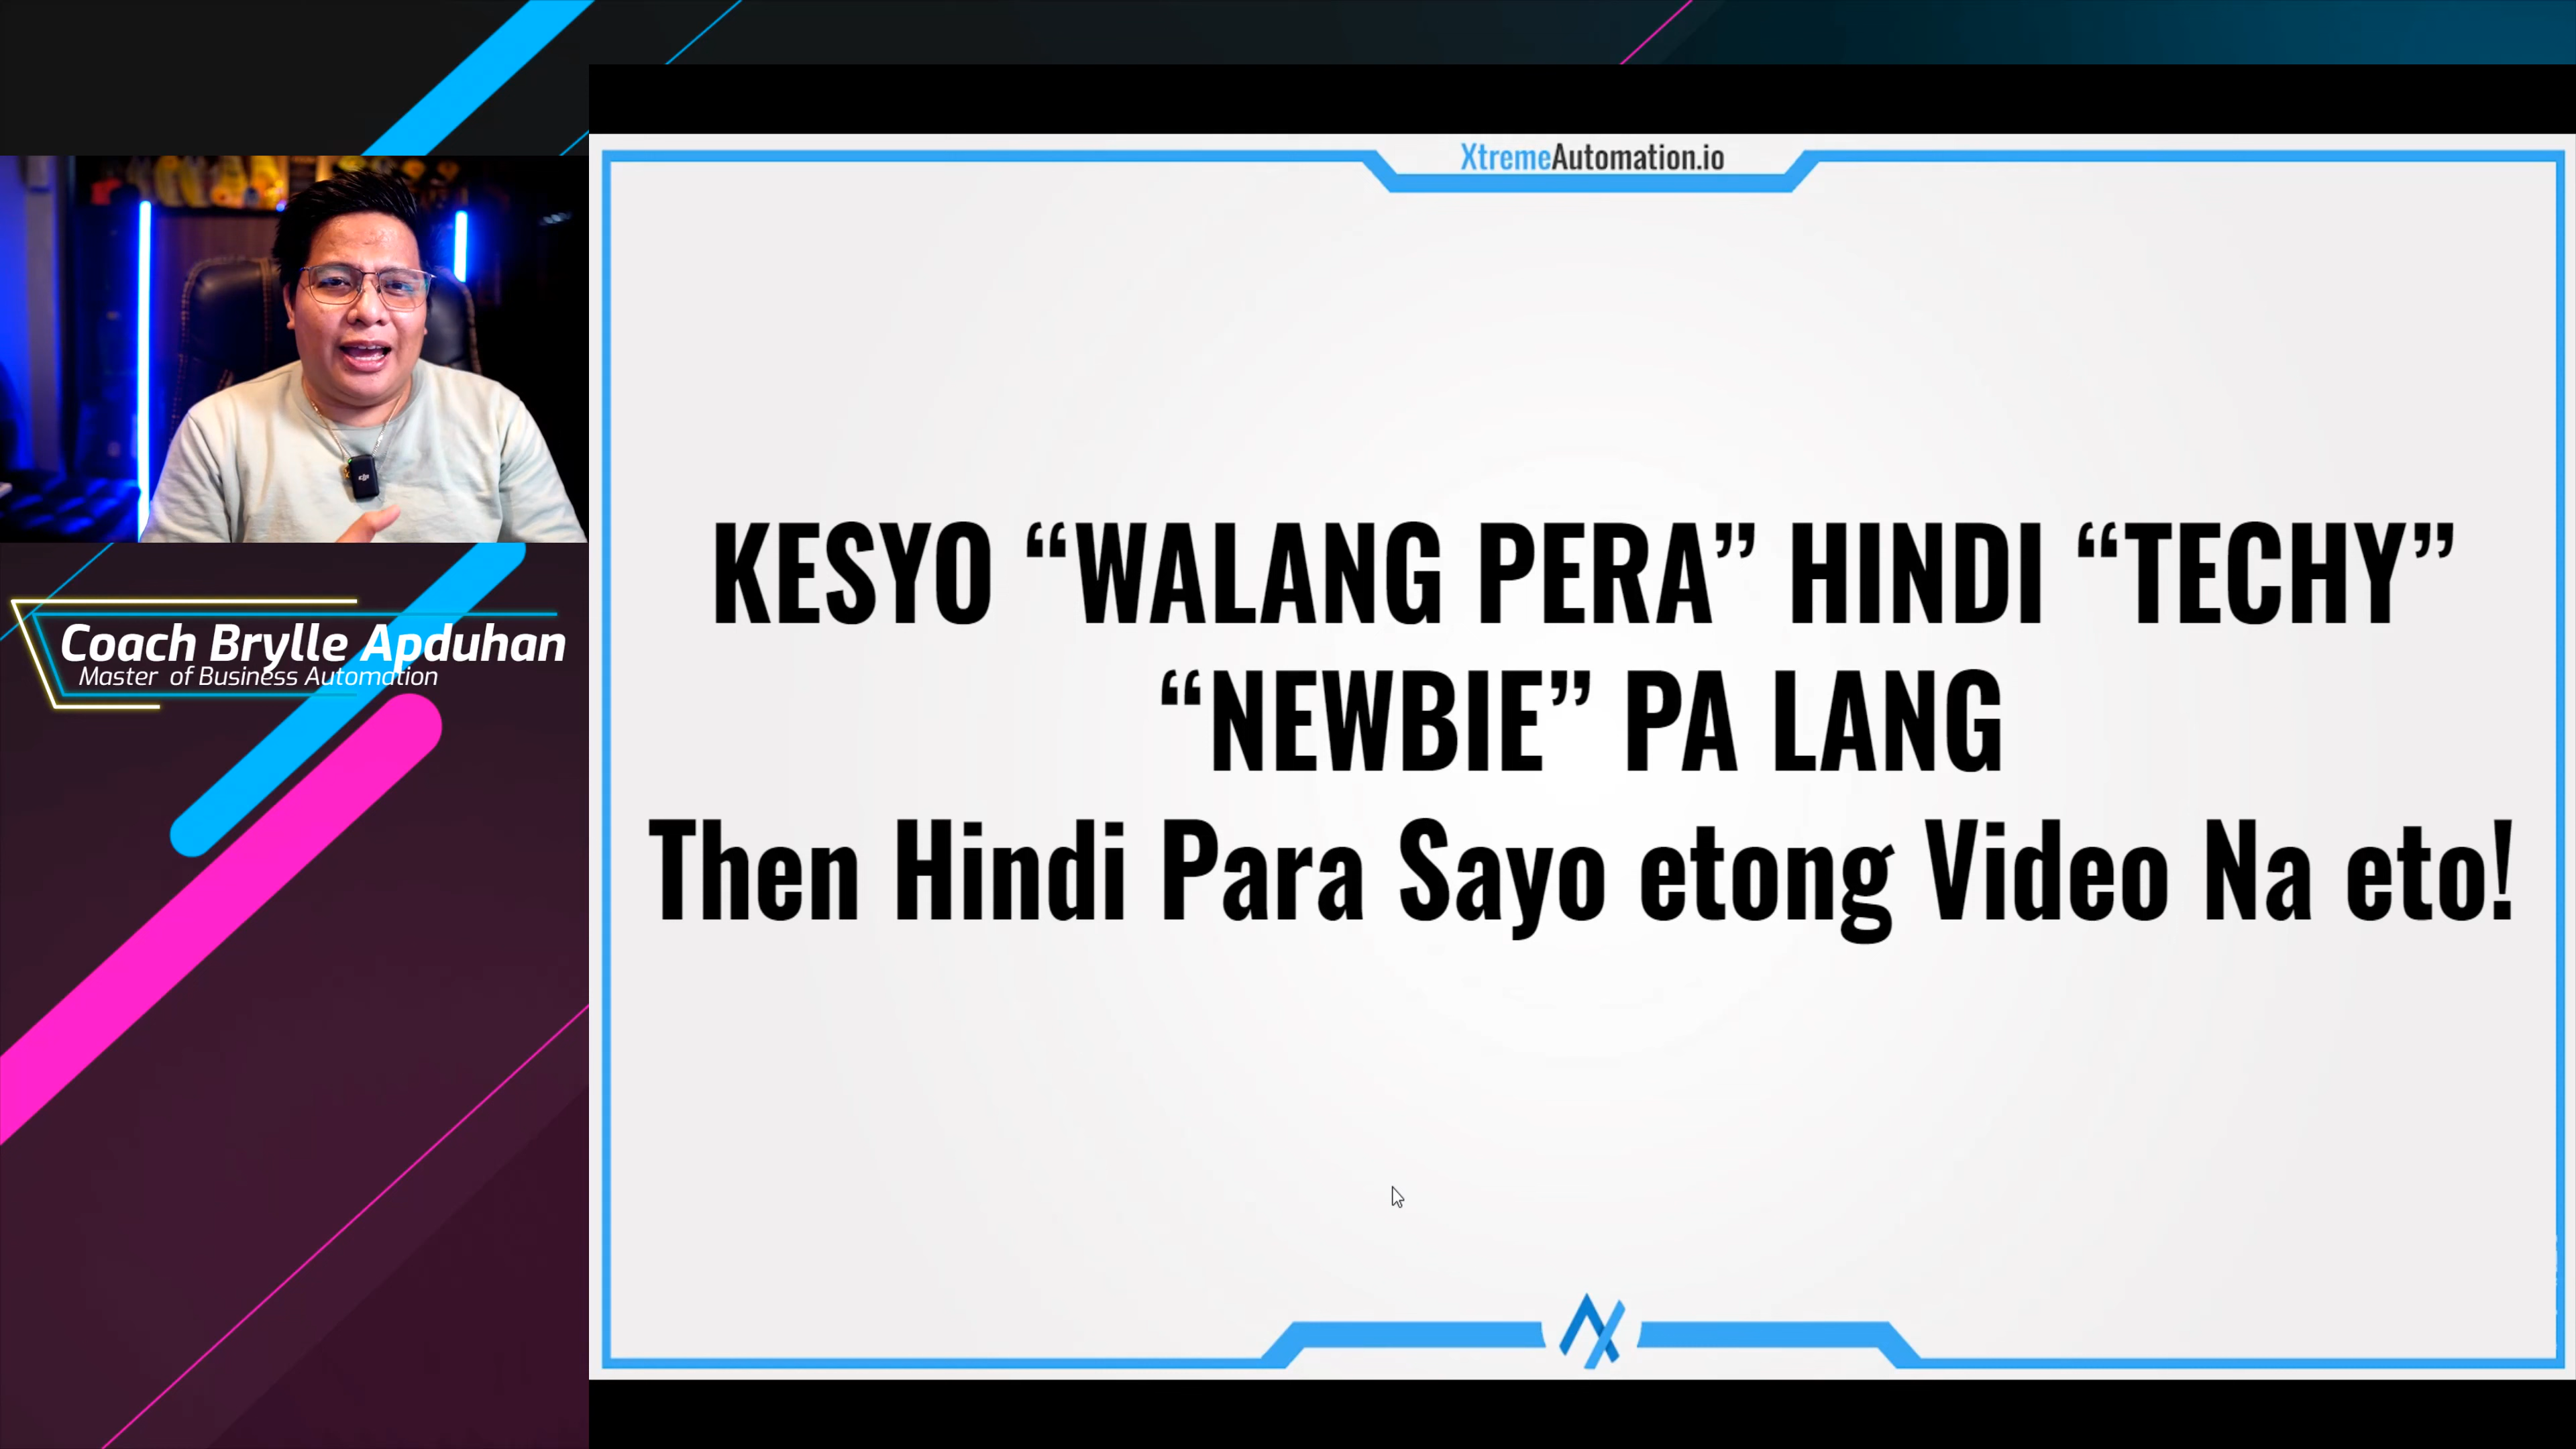 XtremeAutomation.io
Coach Brylle Apduhan
Master of Business Automation
KESYO “WALANG PERA” HINDI “TECHY”
“NEWBIE” PA LANG
Then Hindi Para Sayo etong Video Na eto!